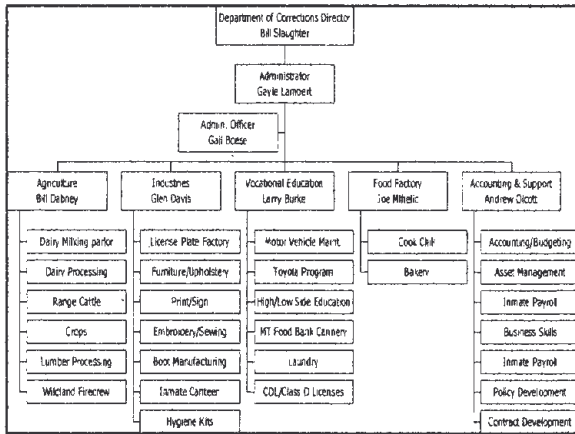 Department of Corrections Director
Bill Slaughter
Administrator
Gayle Lambert
Admin. Officer
Gail Boese
Agriculture
Bill Dabney
Industries
Glen Davis
Vocational Education
Larry Burke
Food Factory
Joe Mihelic
Accounting & Support
Andrew Olcott
Dairy Milking parlor
Dairy Processing
Range Cattle
Crops
Lumber Processing
Wildland Firecrew
License Plate Factory
Furniture/Upholstery
Print/Sign
Embroidery/Sewing
Boot Manufacturing
Inmate Canteen
Hygiene Kits
Motor Vehicle Maint.
Toyota Program
High/Low Side Education
MT Food Bank Cannery
Laundry
CDL/Class D Licenses
Cook Chill
Bakery
Accounting/Budgeting
Asset Management
Inmate Payroll
Business Skills
Inmate Payroll
Policy Development
Contract Development